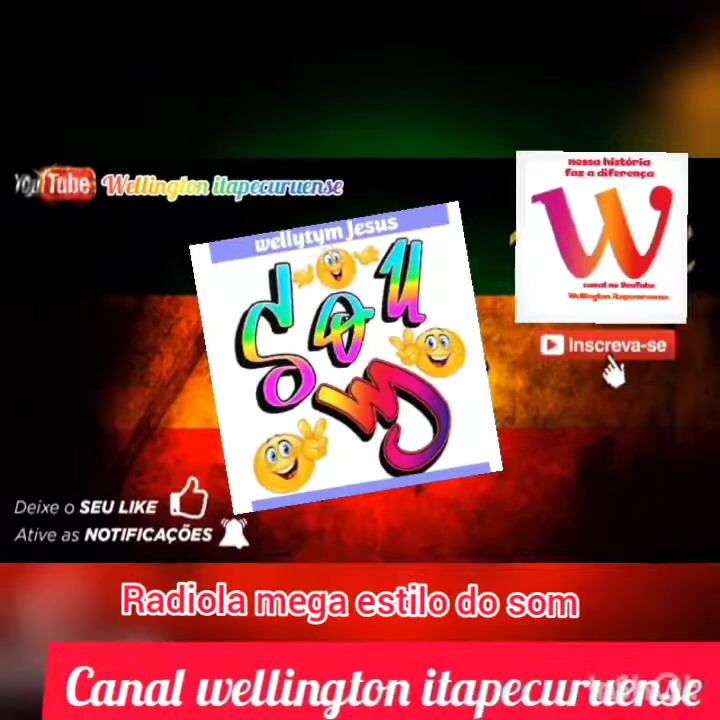 YouTube Wellington itapecuruense
nossa história
faz a diferença
W
canal no YouTube
Wellington itapecuruense
Inscreva-se
wellytym Jesus
Sou
W
Deixe o SEU LIKE
Ative as NOTIFICAÇÕES
Radiola mega estilo do som
Canal wellington itapecuruense